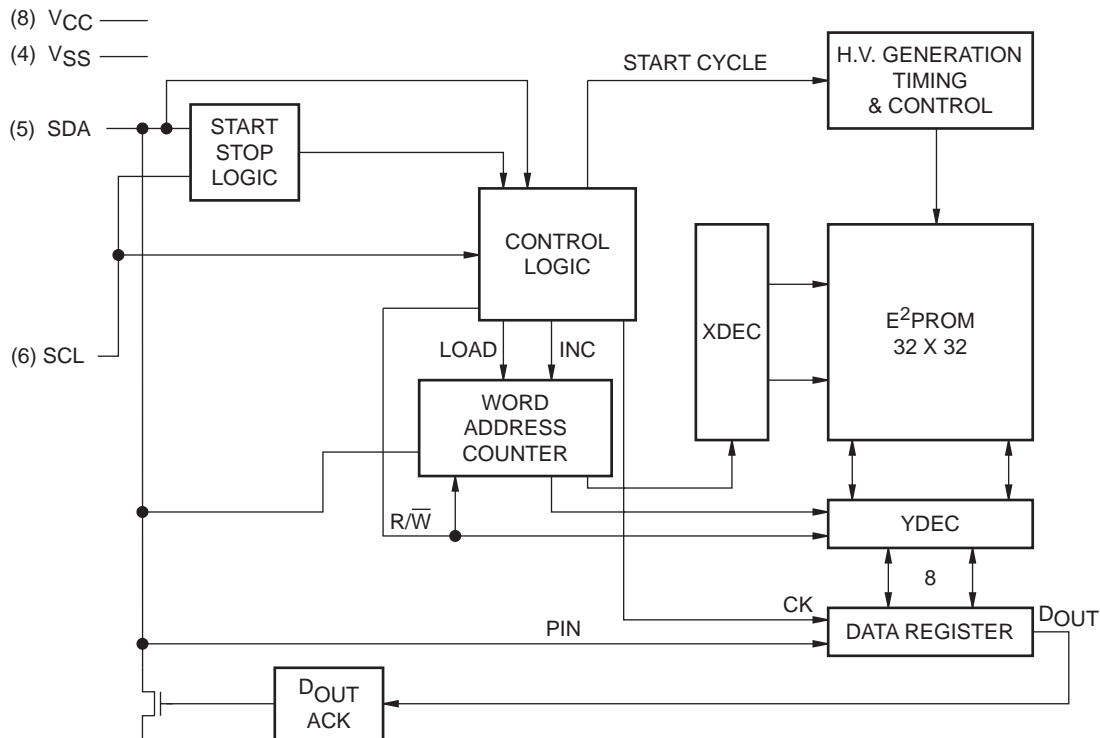 (8) VCC
(4) VSS
START CYCLE
H.V. GENERATION
TIMING
& CONTROL
(5) SDA
START
STOP
LOGIC
CONTROL
LOGIC
XDEC
E²PROM
32 X 32
(6) SCL
LOAD
INC
WORD
ADDRESS
COUNTER
R/W̅
YDEC
8
CK
DOUT
PIN
DATA REGISTER
DOUT
ACK